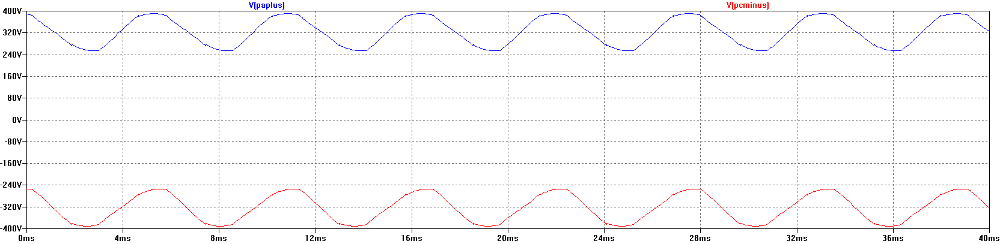 V(paplus) V(pcminus)
400V
320V
240V
160V
80V
0V
-80V
-160V
-240V
-320V
-400V
0ms 4ms 8ms 12ms 16ms 20ms 24ms 28ms 32ms 36ms 40ms